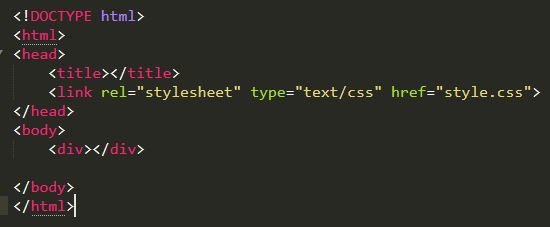 <!DOCTYPE html>
<html>
<head>
    <title></title>
    <link rel="stylesheet" type="text/css" href="style.css">
</head>
<body>
    <div></div>

</body>
</html>